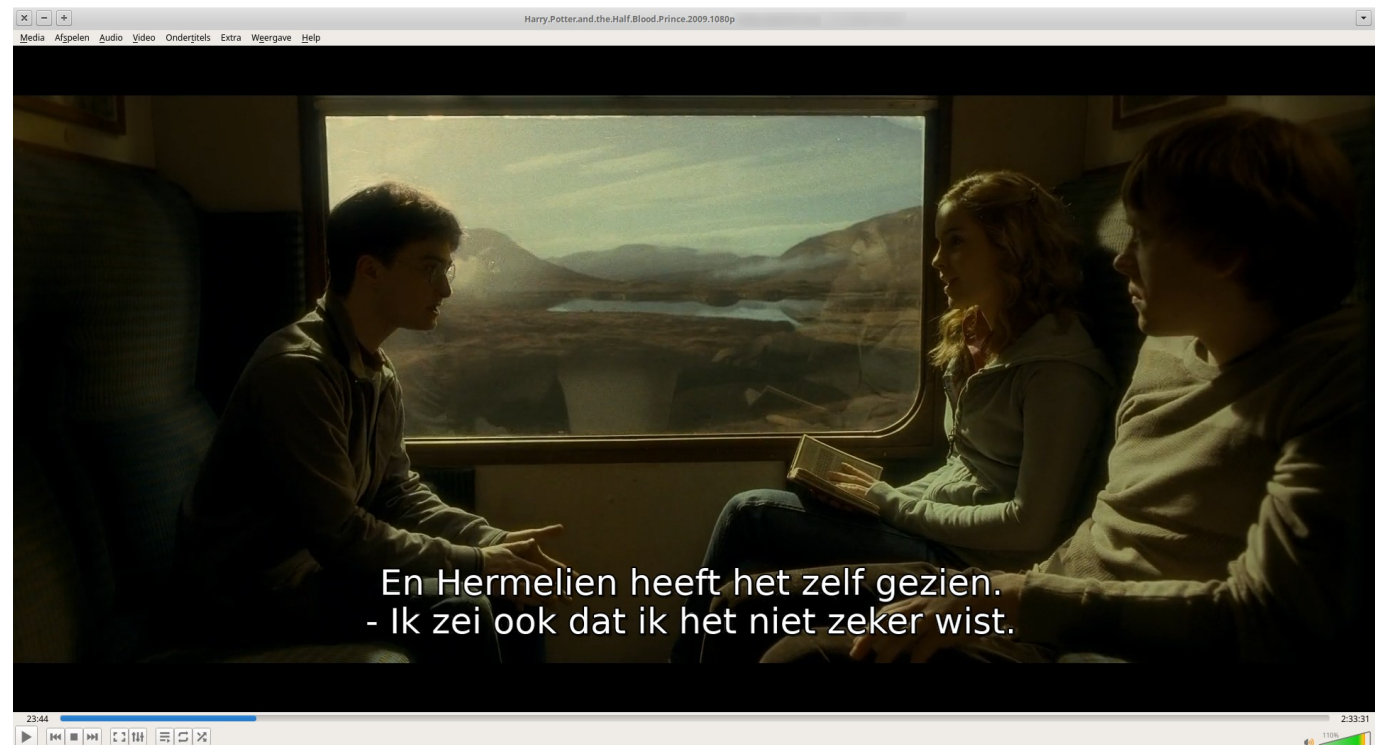 Harry.Potter.and.the.Half.Blood.Prince.2009.1080p
Media Afspelen Audio Video Ondertitels Extra Weergave Help
En Hermelien heeft het zelf gezien.
- Ik zei ook dat ik het niet zeker wist.
23:44 2:33:31
110%